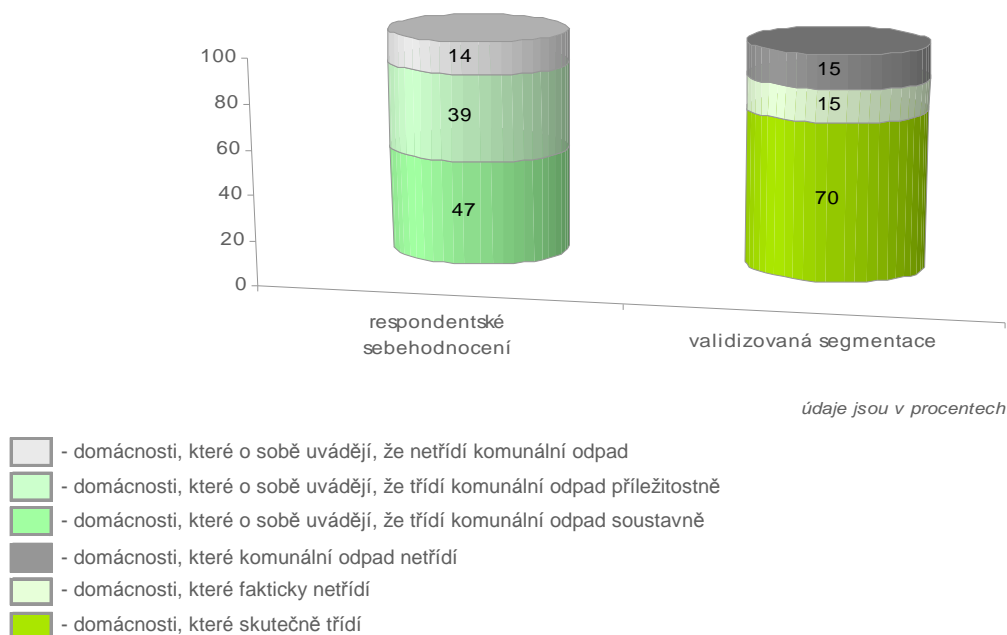 100
80
60
40
20
0
14
39
47
15
15
70
respondentské
sebehodnocení
validizovaná segmentace
údaje jsou v procentech
- domácnosti, které o sobě uvádějí, že netřídí komunální odpad
- domácnosti, které o sobě uvádějí, že třídí komunální odpad příležitostně
- domácnosti, které o sobě uvádějí, že třídí komunální odpad soustavně
- domácnosti, které komunální odpad netřídí
- domácnosti, které fakticky netřídí
- domácnosti, které skutečně třídí